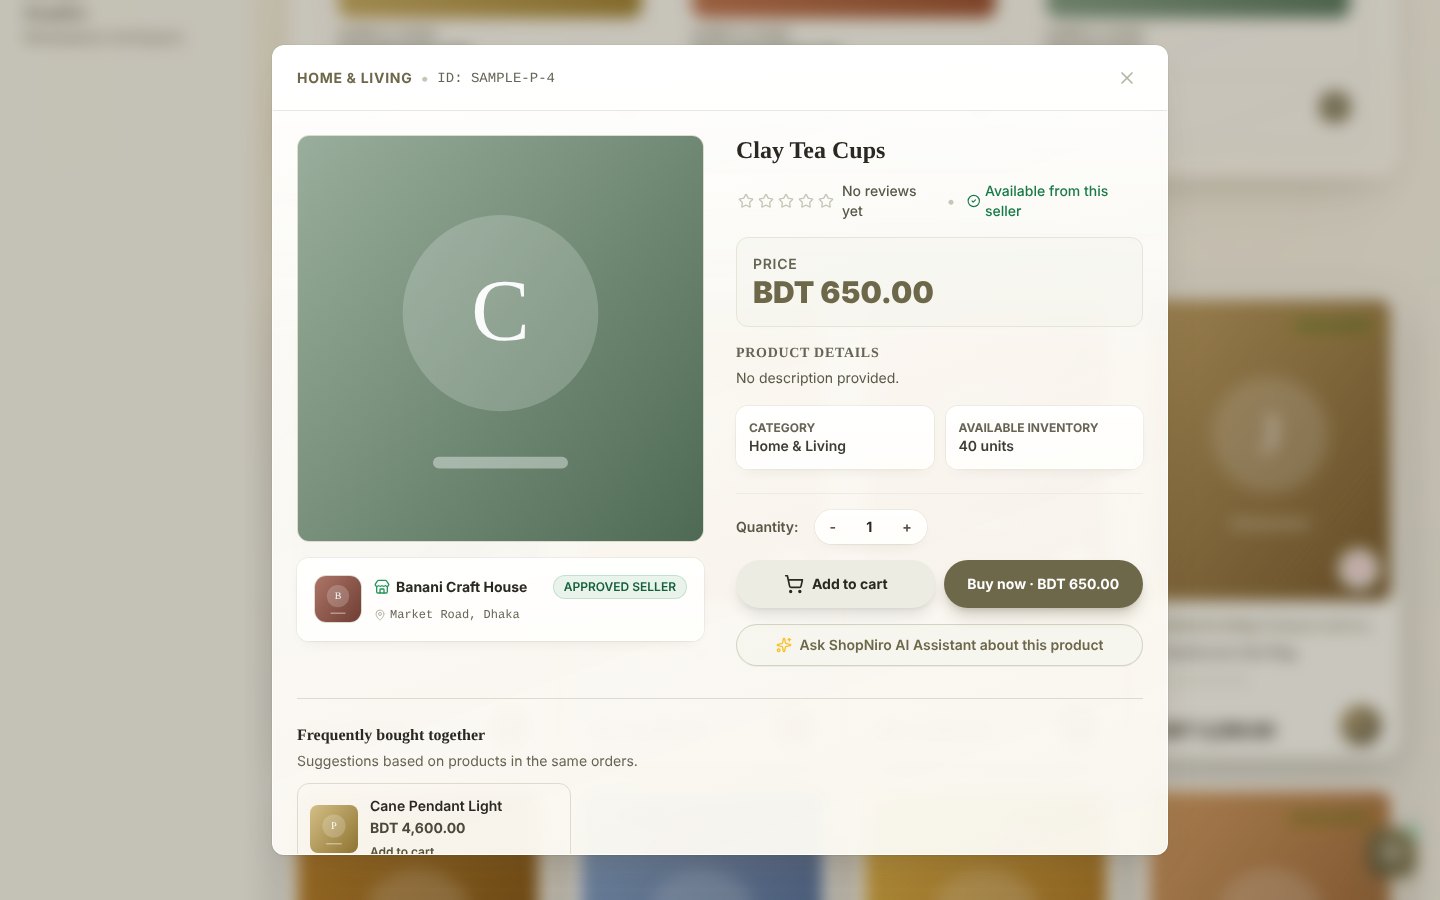 HOME & LIVING • ID: SAMPLE-P-4
C
B
Banani Craft House
APPROVED SELLER
Market Road, Dhaka
Clay Tea Cups
No reviews
yet
•
Available from this
seller
PRICE
BDT 650.00
PRODUCT DETAILS
No description provided.
CATEGORY
Home & Living
AVAILABLE INVENTORY
40 units
Quantity: - 1 +
Add to cart
Buy now · BDT 650.00
Ask ShopNiro AI Assistant about this product
Frequently bought together
Suggestions based on products in the same orders.
P
Cane Pendant Light
BDT 4,600.00
Add to cart